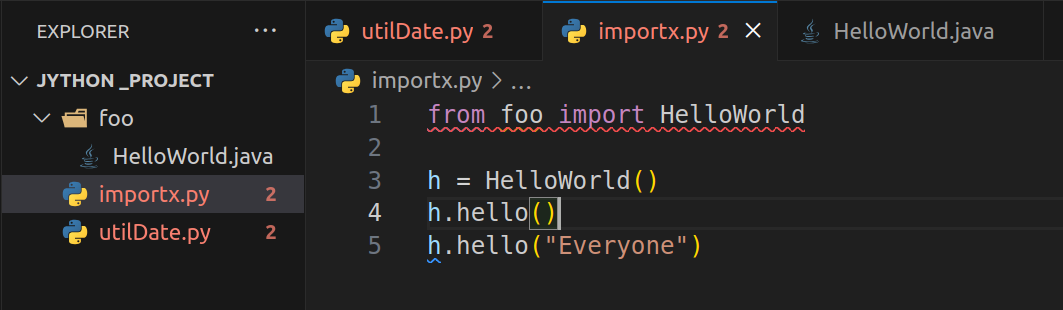 EXPLORER ...
JYTHON _PROJECT
foo
HelloWorld.java
importx.py 2
utilDate.py 2
utilDate.py 2 importx.py 2 HelloWorld.java
importx.py > ...
1 from foo import HelloWorld
2
3 h = HelloWorld()
4 h.hello()
5 h.hello("Everyone")